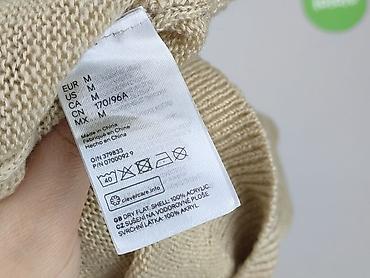 EUR M
US M
CA M
CN 170/96A
MX M
Made in China
Fabriqué en Chine
Hecho en China
O/N 379833
P/N 0700092 9
40
clevercare.info
GB DRY FLAT. SHELL: 100% ACRYLIC.
CZ SUŠENÍ NA VODOROVNÉ PLOŠE.
SVRCHNÍ LÁTKA: 100% AKRYL.